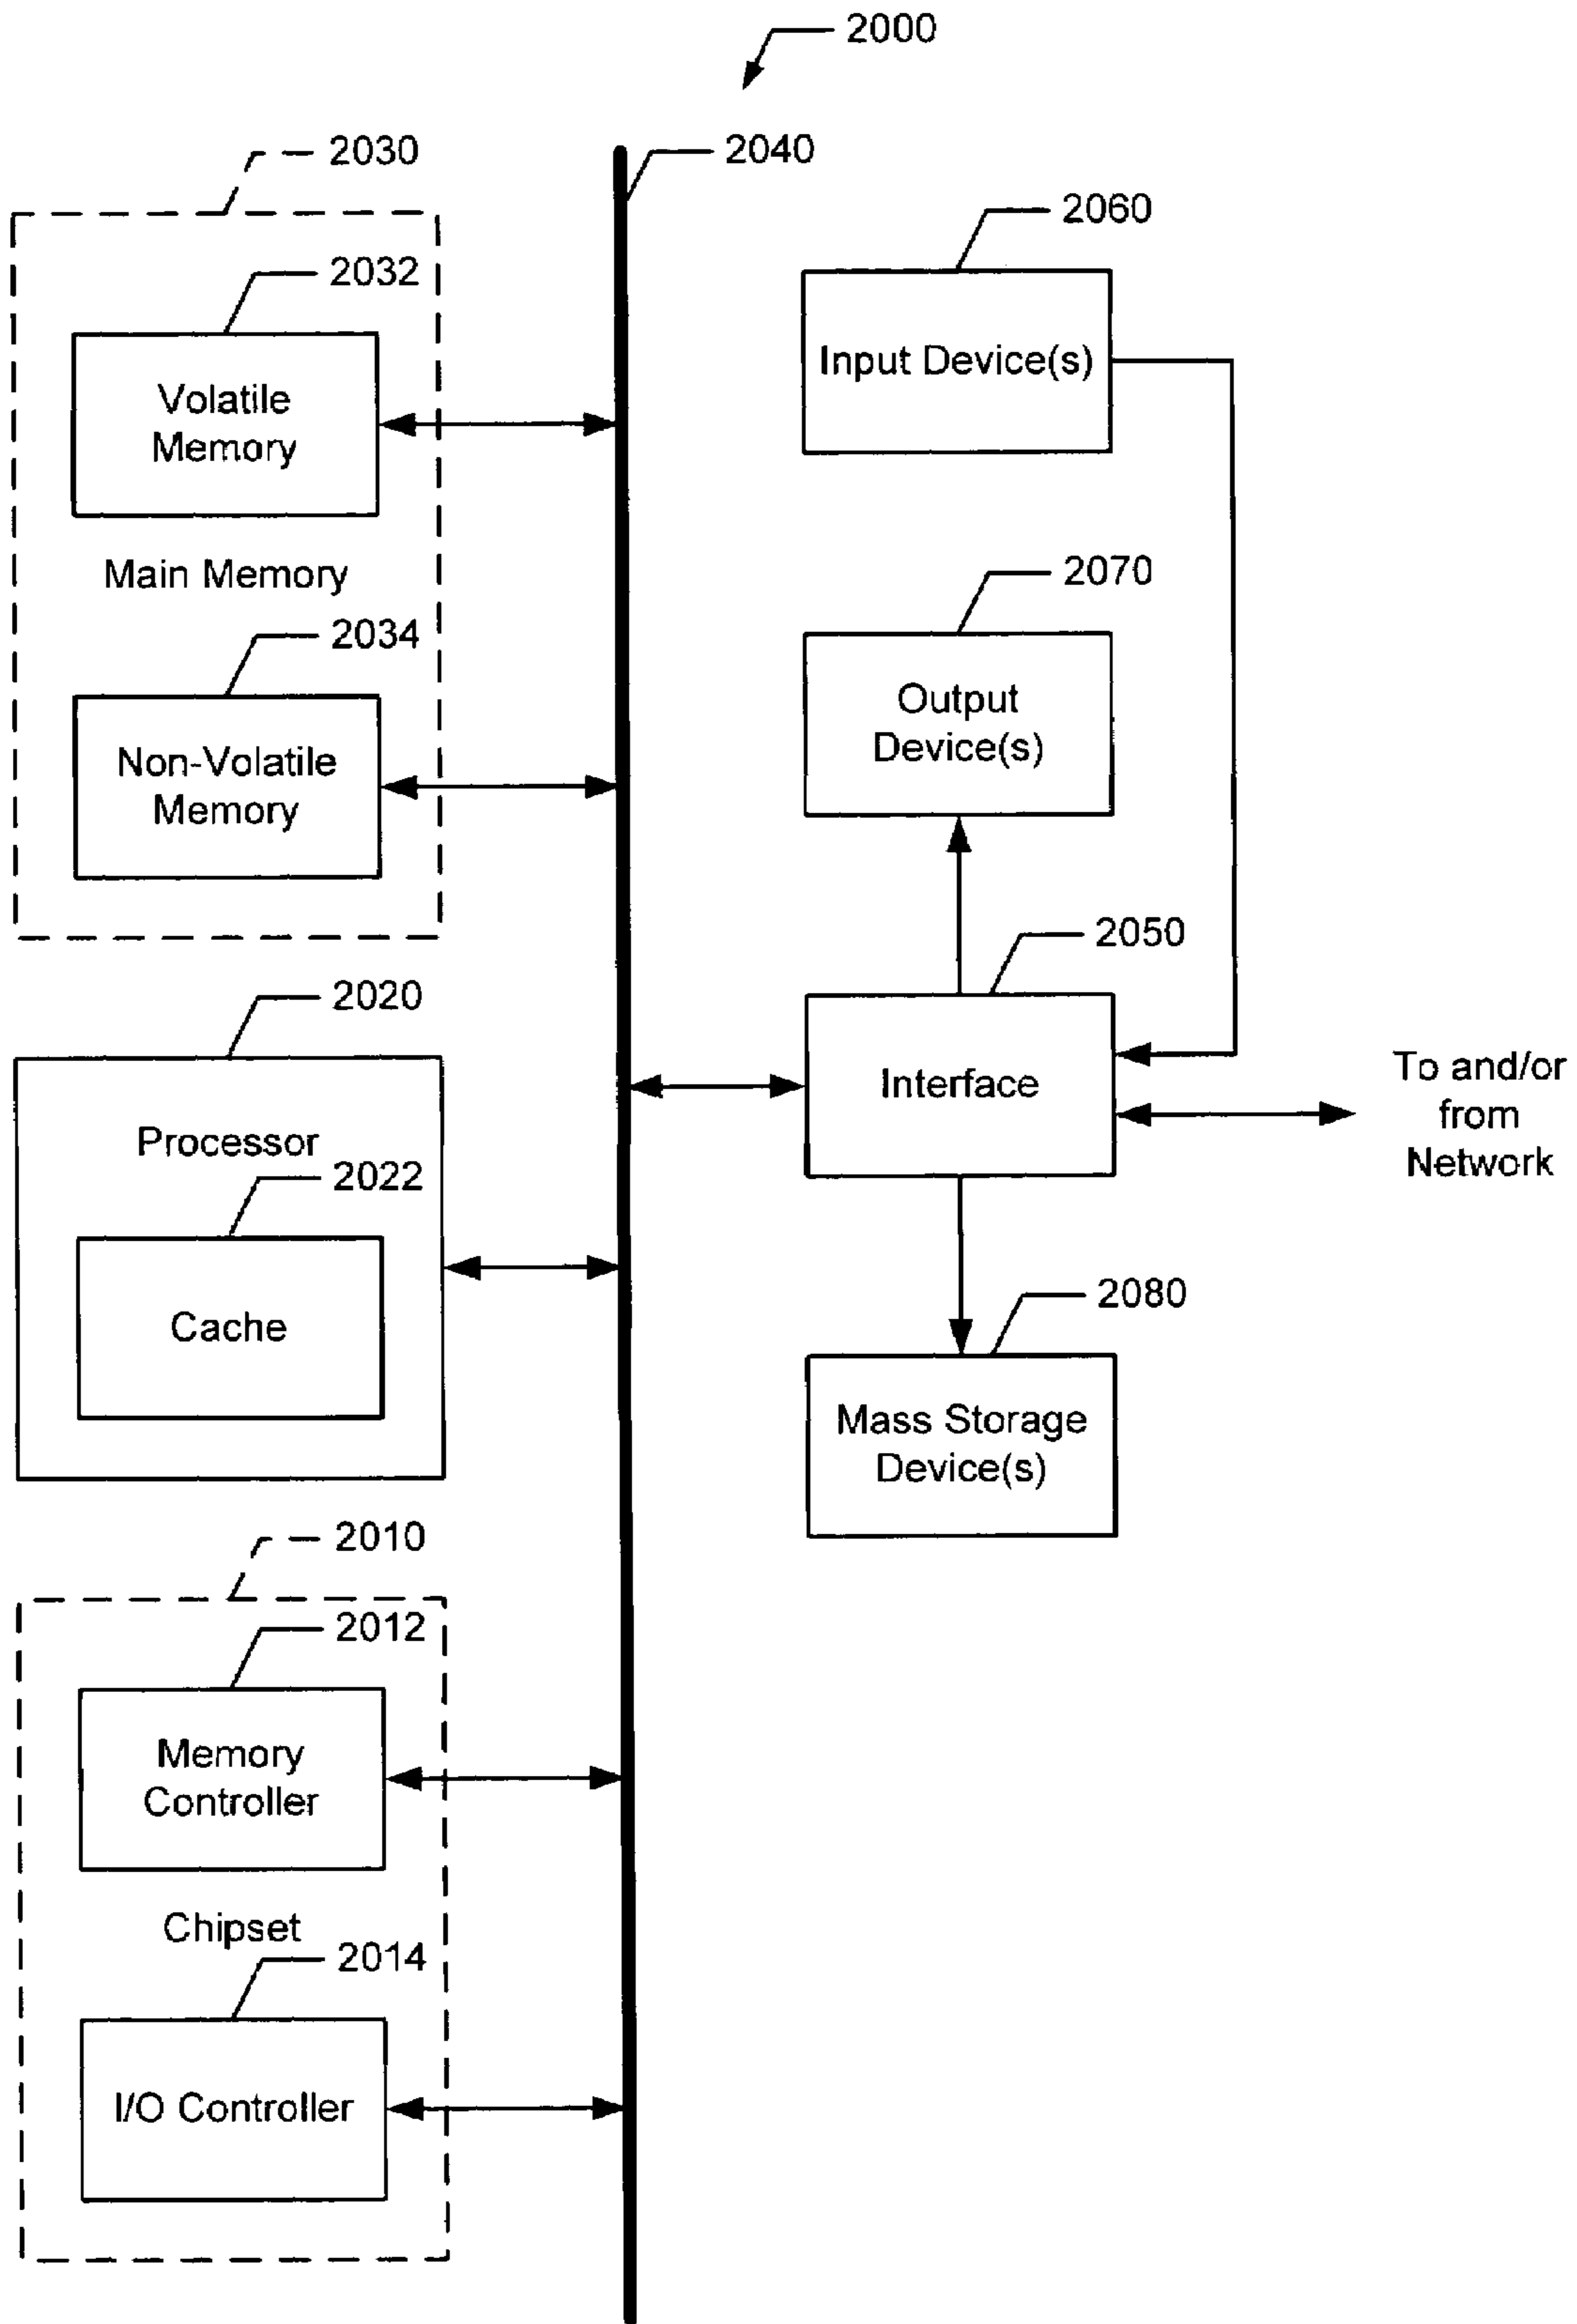 2000
2030
2040
2060
2032
Volatile
Memory
Input Device(s)
Main Memory
2070
2034
Output
Device(s)
Non-Volatile
Memory
2050
2020
Interface
To and/or
from
Network
Processor
2022
Cache
2080
Mass Storage
Device(s)
2010
2012
Memory
Controller
Chipset
2014
I/O Controller